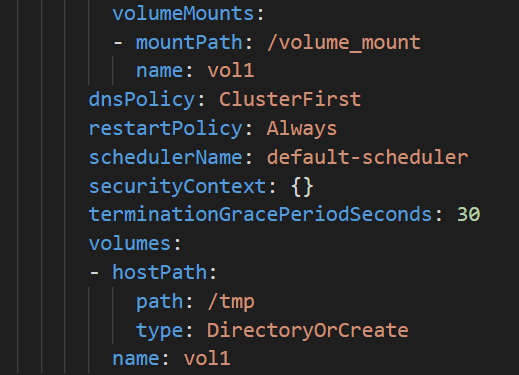 volumeMounts:
- mountPath: /volume_mount
name: vol1
dnsPolicy: ClusterFirst
restartPolicy: Always
schedulerName: default-scheduler
securityContext: {}
terminationGracePeriodSeconds: 30
volumes:
- hostPath:
path: /tmp
type: DirectoryOrCreate
name: vol1